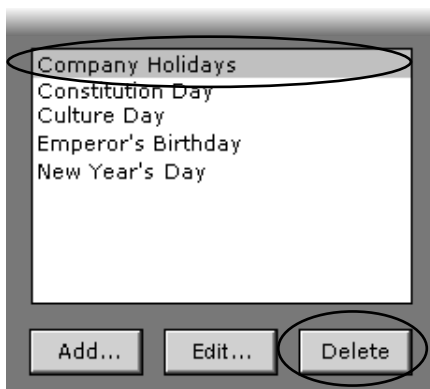 Company Holidays
Constitution Day
Culture Day
Emperor's Birthday
New Year's Day
Add... Edit... Delete